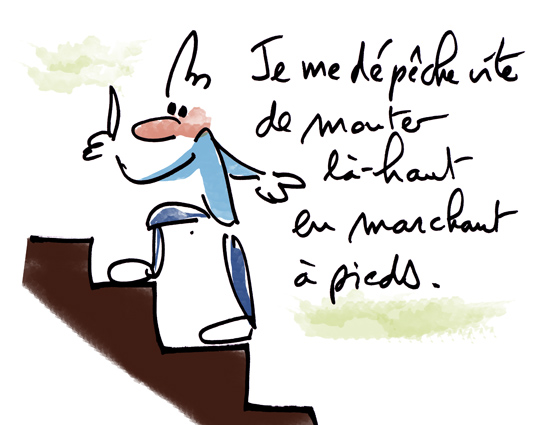 Je me dépêche vite
de monter
là-haut
en marchant
à pieds.